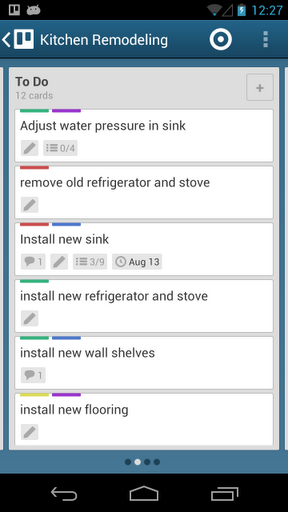 12:27
Kitchen Remodeling
To Do
12 cards
+
Adjust water pressure in sink
0/4
remove old refrigerator and stove
Install new sink
1 3/9 Aug 13
install new refrigerator and stove
install new wall shelves
1
install new flooring